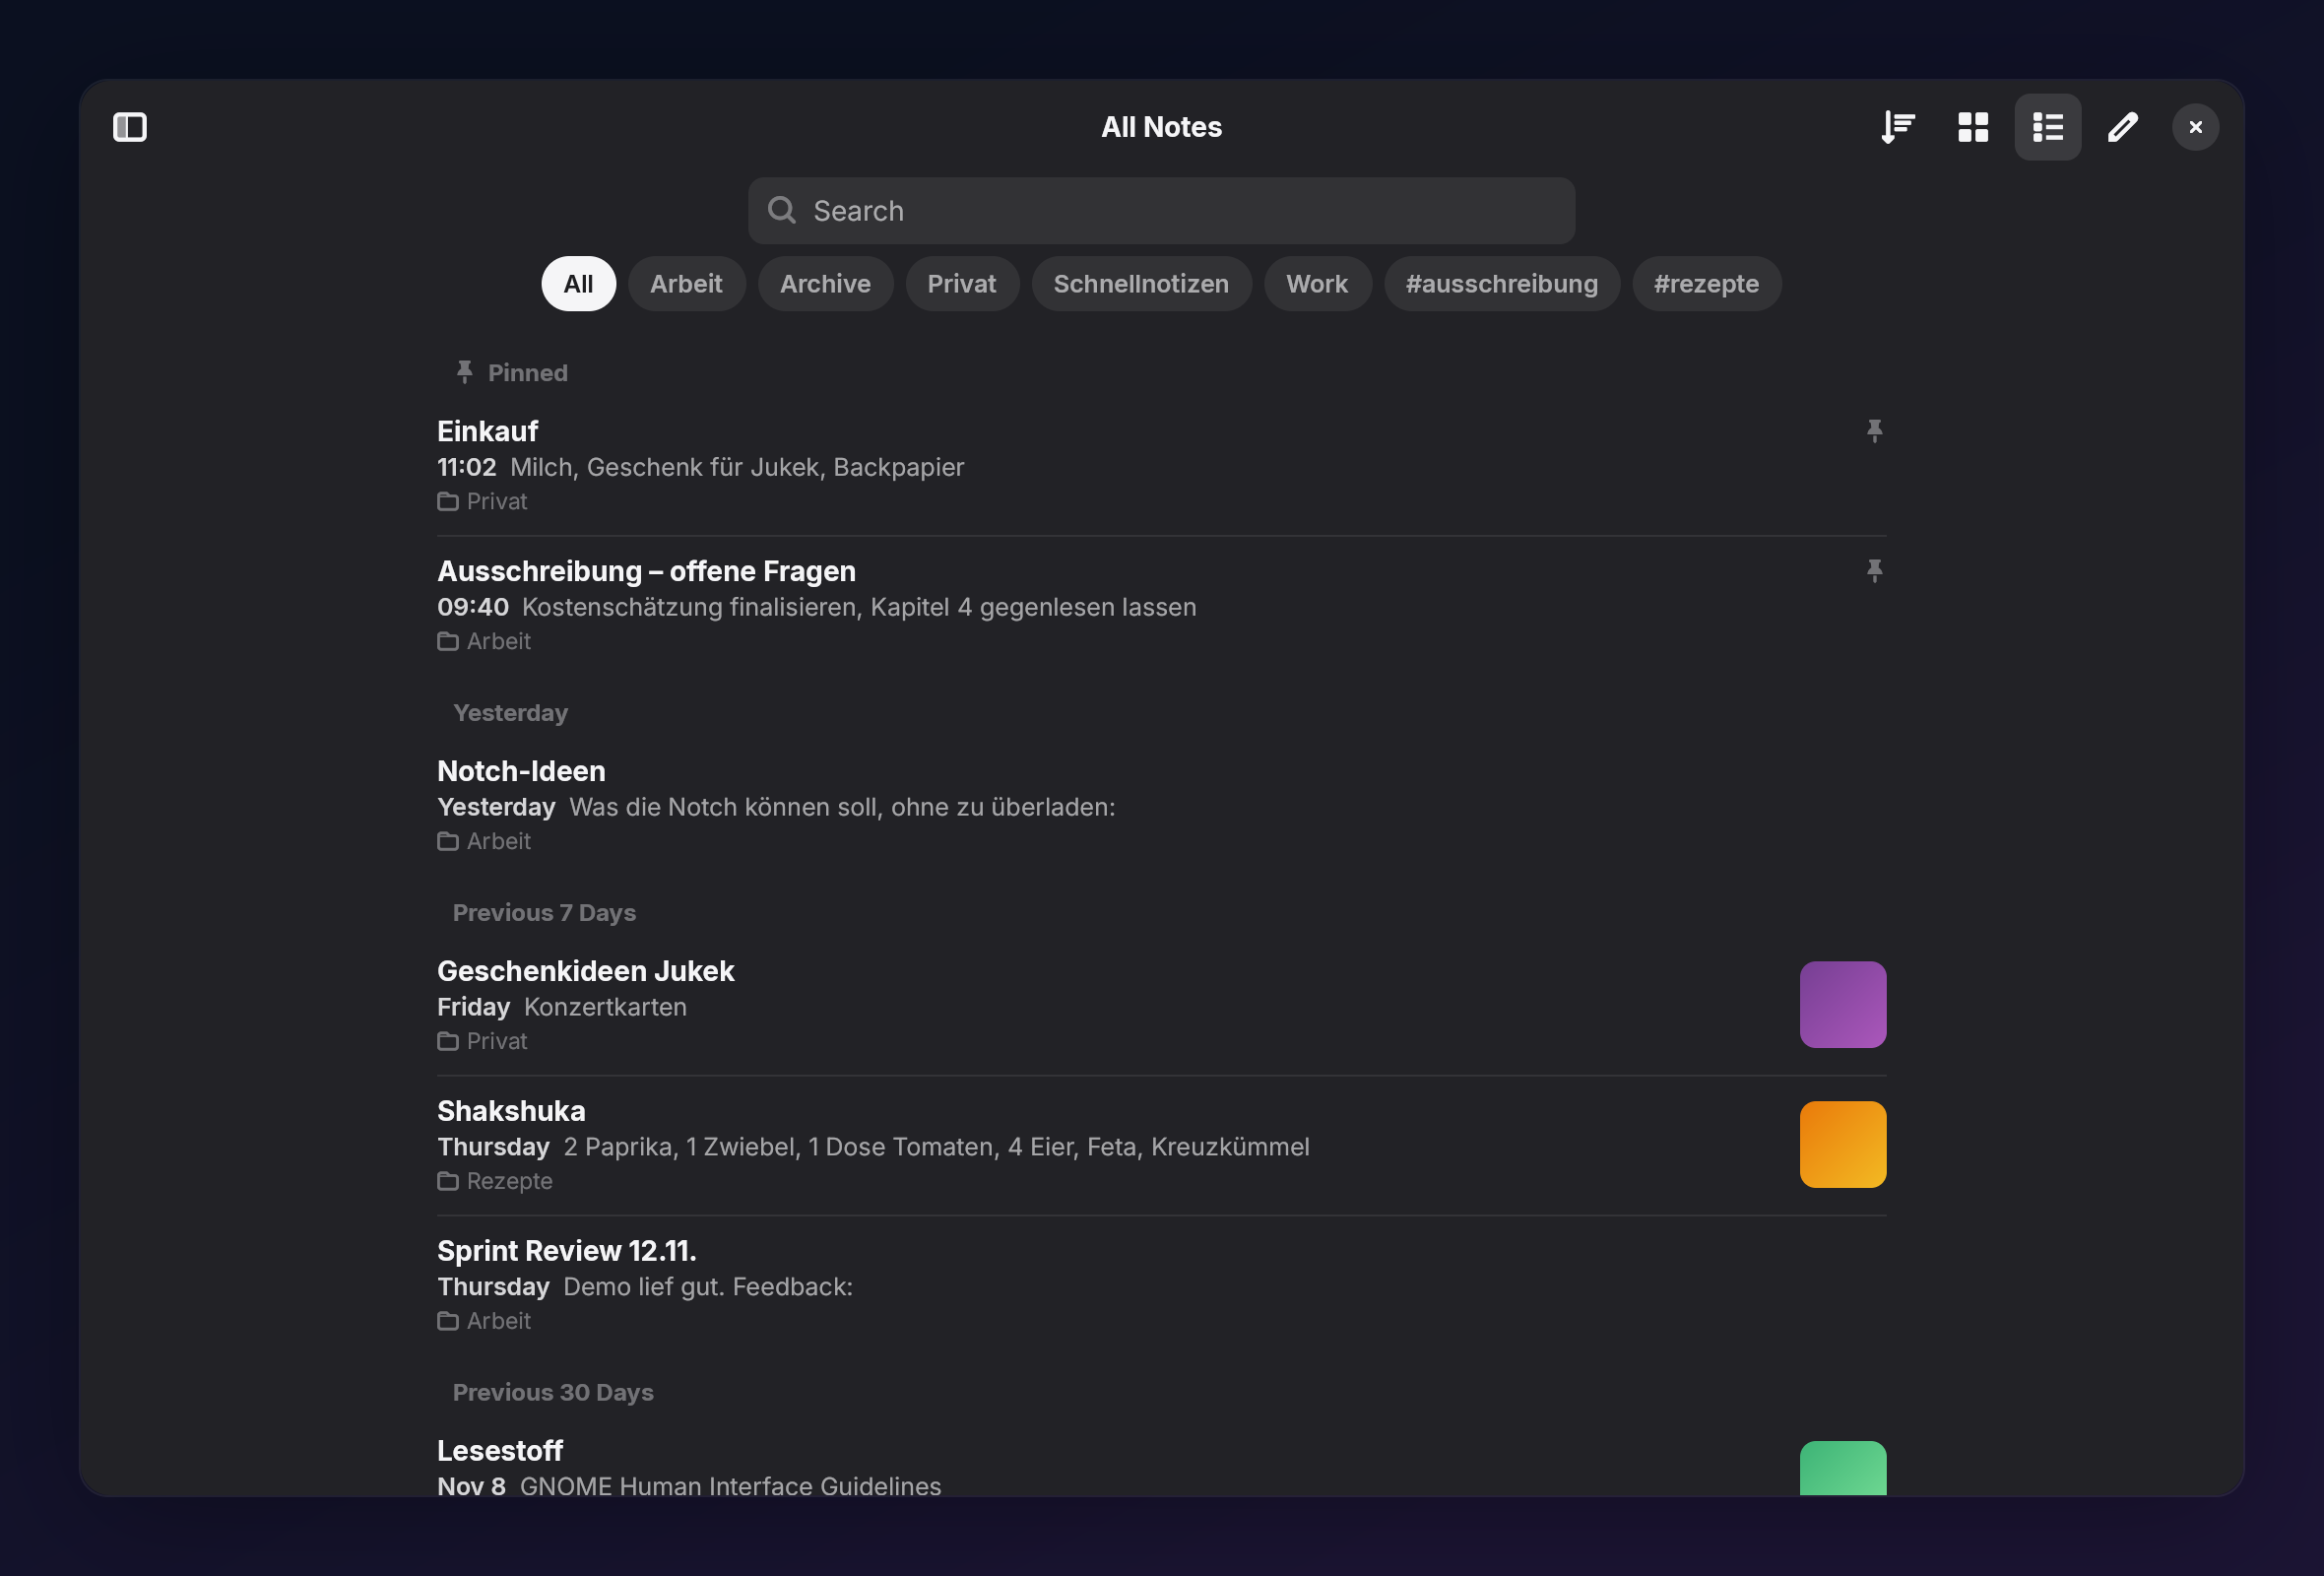 All Notes
Search
All Arbeit Archive Privat Schnellnotizen Work #ausschreibung #rezepte
Pinned
Einkauf
11:02 Milch, Geschenk für Jukek, Backpapier
Privat
Ausschreibung – offene Fragen
09:40 Kostenschätzung finalisieren, Kapitel 4 gegenlesen lassen
Arbeit
Yesterday
Notch-Ideen
Yesterday Was die Notch können soll, ohne zu überladen:
Arbeit
Previous 7 Days
Geschenkideen Jukek
Friday Konzertkarten
Privat
Shakshuka
Thursday 2 Paprika, 1 Zwiebel, 1 Dose Tomaten, 4 Eier, Feta, Kreuzkümmel
Rezepte
Sprint Review 12.11.
Thursday Demo lief gut. Feedback:
Arbeit
Previous 30 Days
Lesestoff
Nov 8 GNOME Human Interface Guidelines